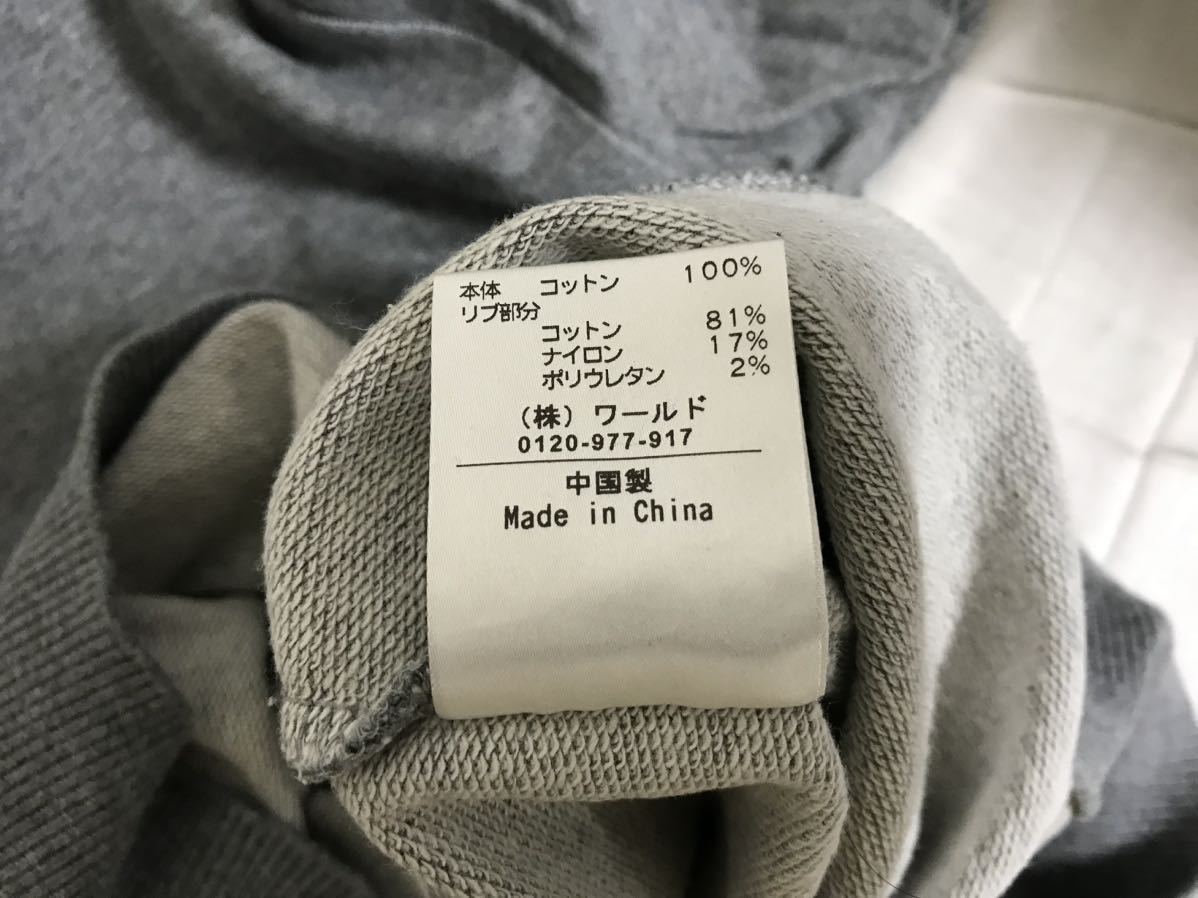 本体 コットン 100%
リブ部分
コットン 81%
ナイロン 17%
ポリウレタン 2%
(株) ワールド
0120-977-917
中国製
Made in China